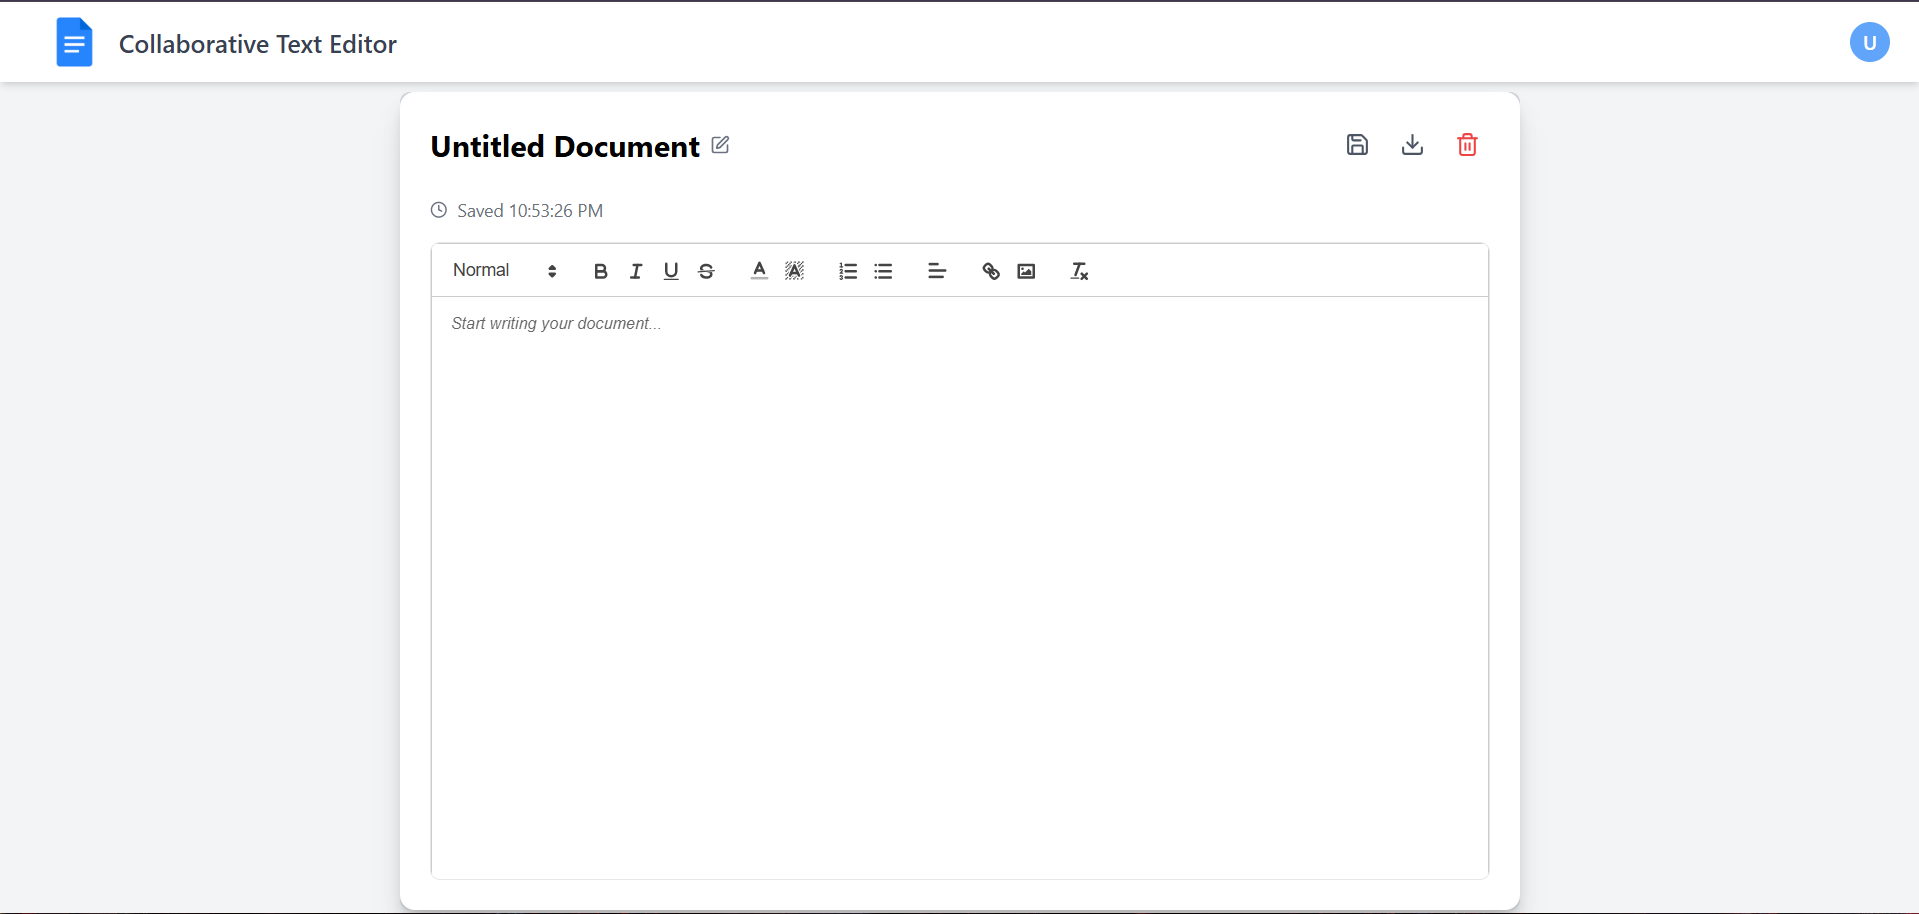 Collaborative Text Editor
U
Untitled Document
Saved 10:53:26 PM
Normal
Start writing your document...